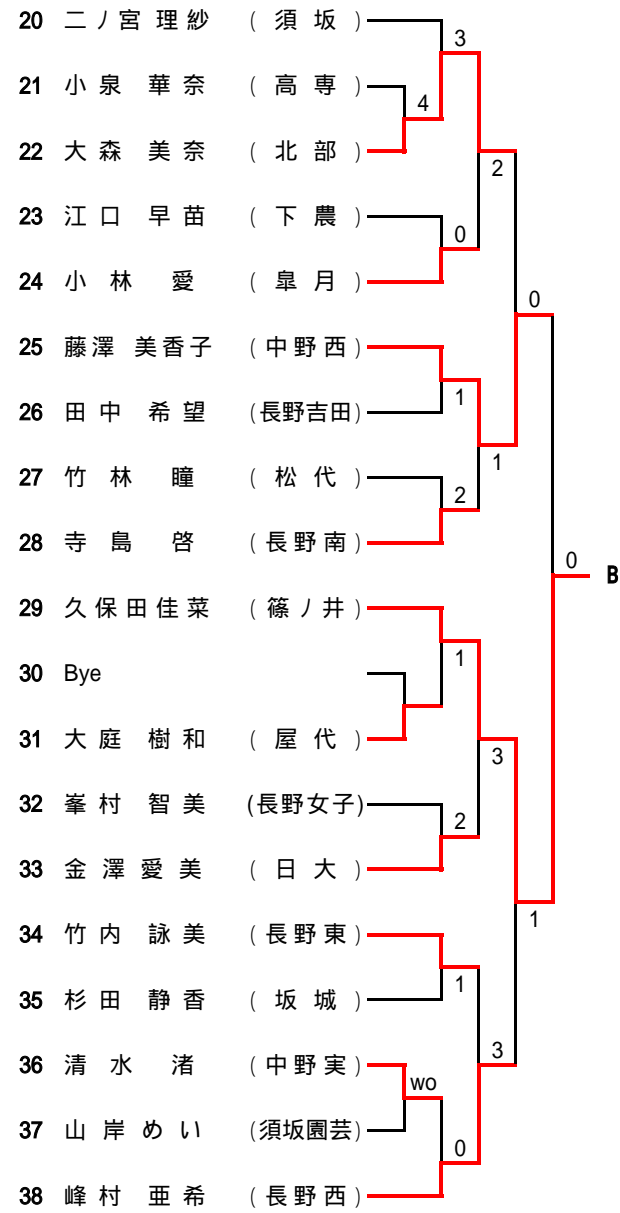 20 二ノ宮 理紗 (須坂)
3
21 小泉 華奈 (高専)
4
22 大森 美奈 (北部)
2
23 江口 早苗 (下農)
0
24 小林 愛 (皐月)
0
25 藤澤 美香子 (中野西)
1
26 田中 希望 (長野吉田)
1
27 竹林 瞳 (松代)
2
28 寺島 啓 (長野南)
0
B
29 久保田佳菜 (篠ノ井)
1
30 Bye
31 大庭 樹和 (屋代)
3
32 峯村 智美 (長野女子)
2
33 金澤愛美 (日大)
1
34 竹内 詠美 (長野東)
1
35 杉田 静香 (坂城)
3
36 清水 渚 (中野実)
wo
37 山岸めい (須坂園芸)
0
38 峰村 亜希 (長野西)